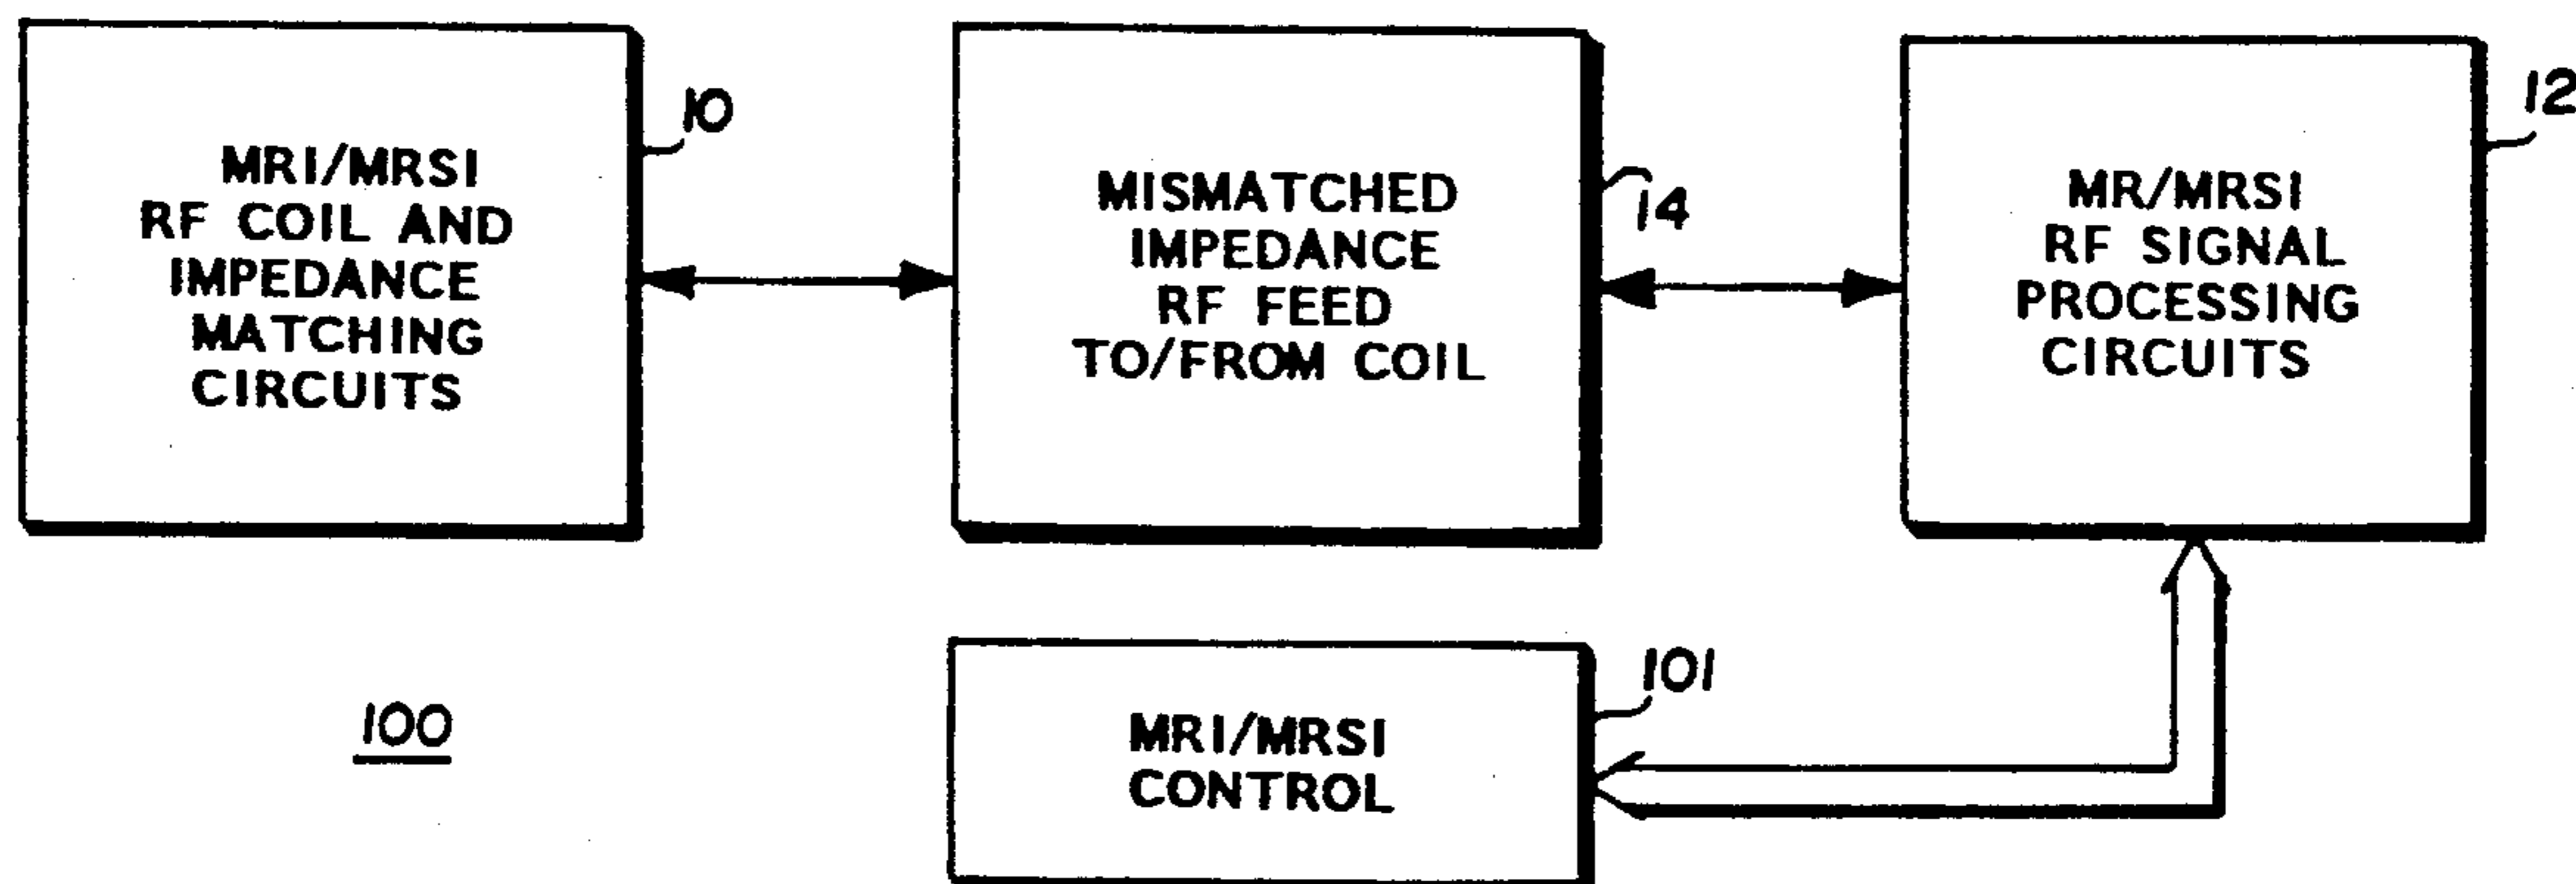 MRI/MRSI
RF COIL AND
IMPEDANCE
MATCHING
CIRCUITS
10
MISMATCHED
IMPEDANCE
RF FEED
TO/FROM COIL
14
MR/MRSI
RF SIGNAL
PROCESSING
CIRCUITS
12
100
MRI/MRSI
CONTROL
101